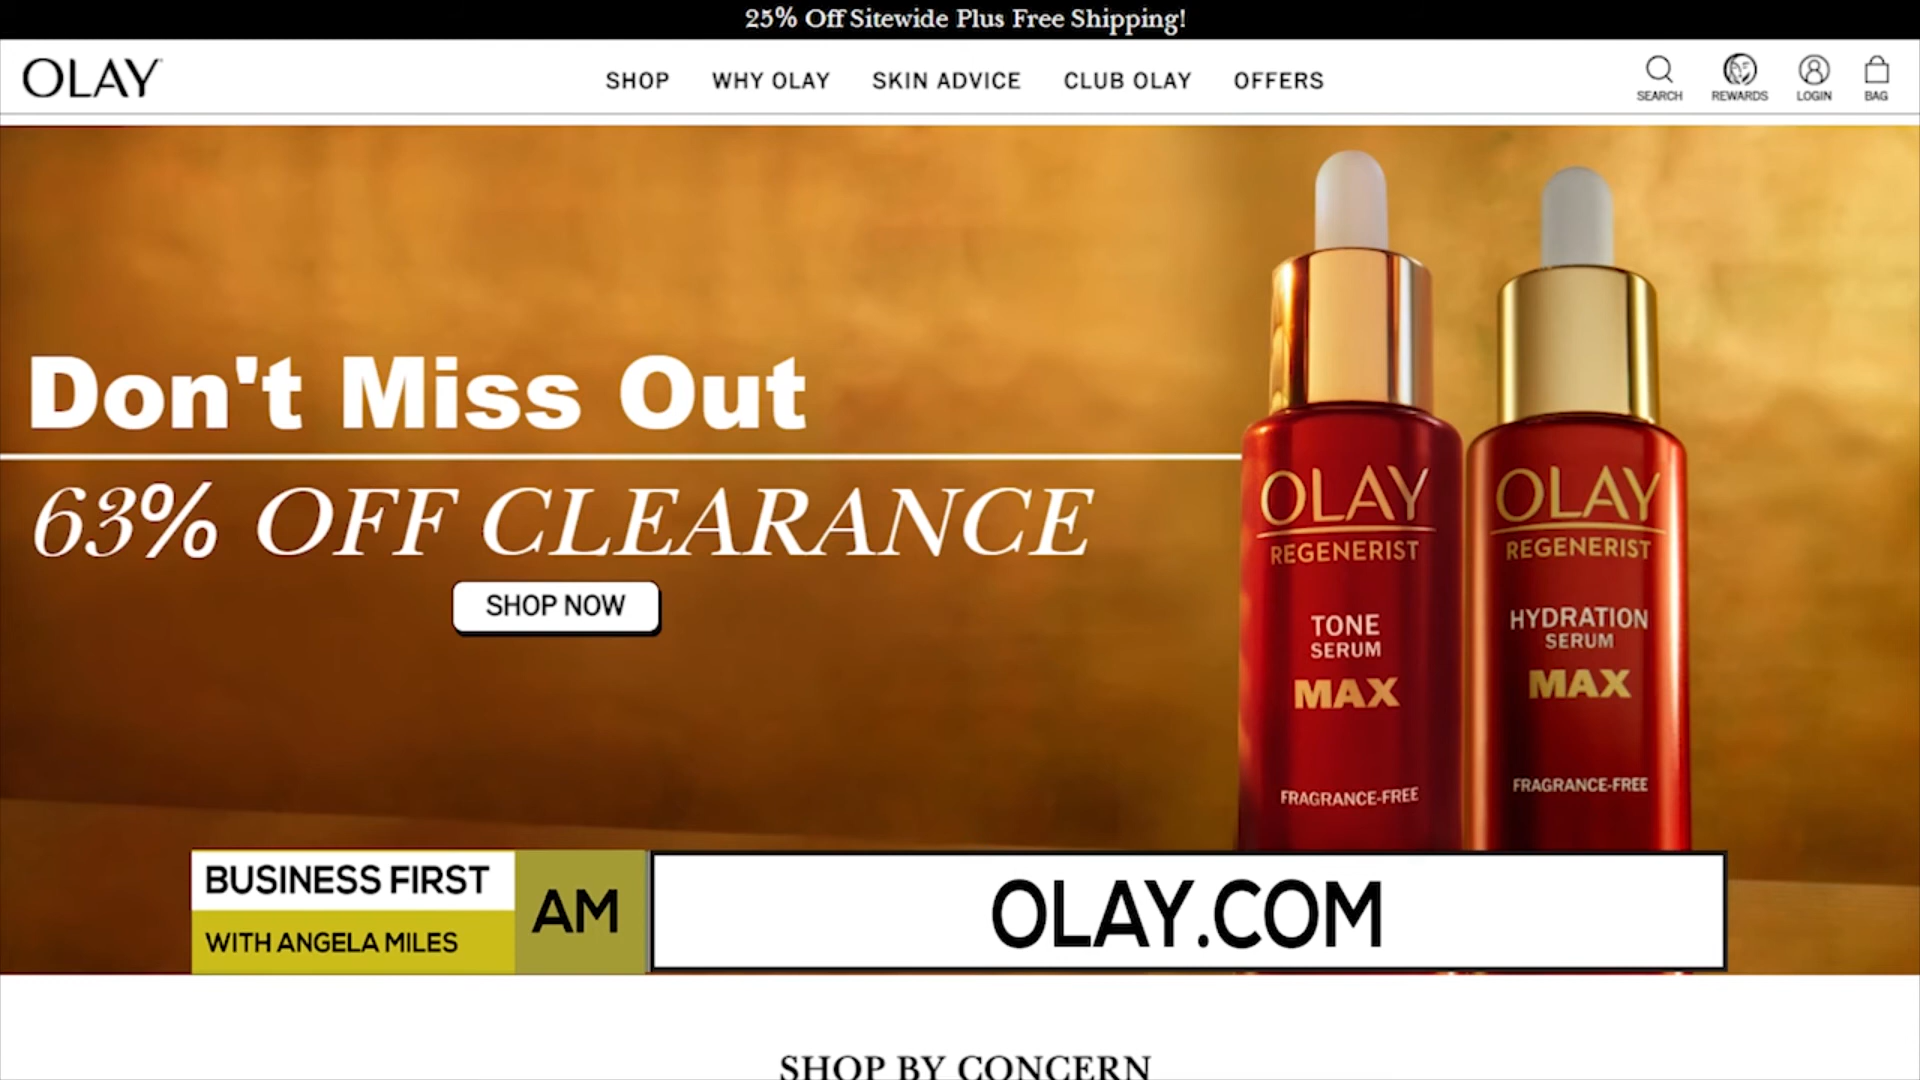 25% Off Sitewide Plus Free Shipping!
OLAY
SHOP WHY OLAY SKIN ADVICE CLUB OLAY OFFERS
SEARCH REWARDS LOGIN BAG
Don't Miss Out
63% OFF CLEARANCE
SHOP NOW
OLAY
REGENERIST
TONE
SERUM
MAX
FRAGRANCE-FREE
OLAY
REGENERIST
HYDRATION
SERUM
MAX
FRAGRANCE-FREE
BUSINESS FIRST
WITH ANGELA MILES
AM
OLAY.COM
SHOP BY CONCERN